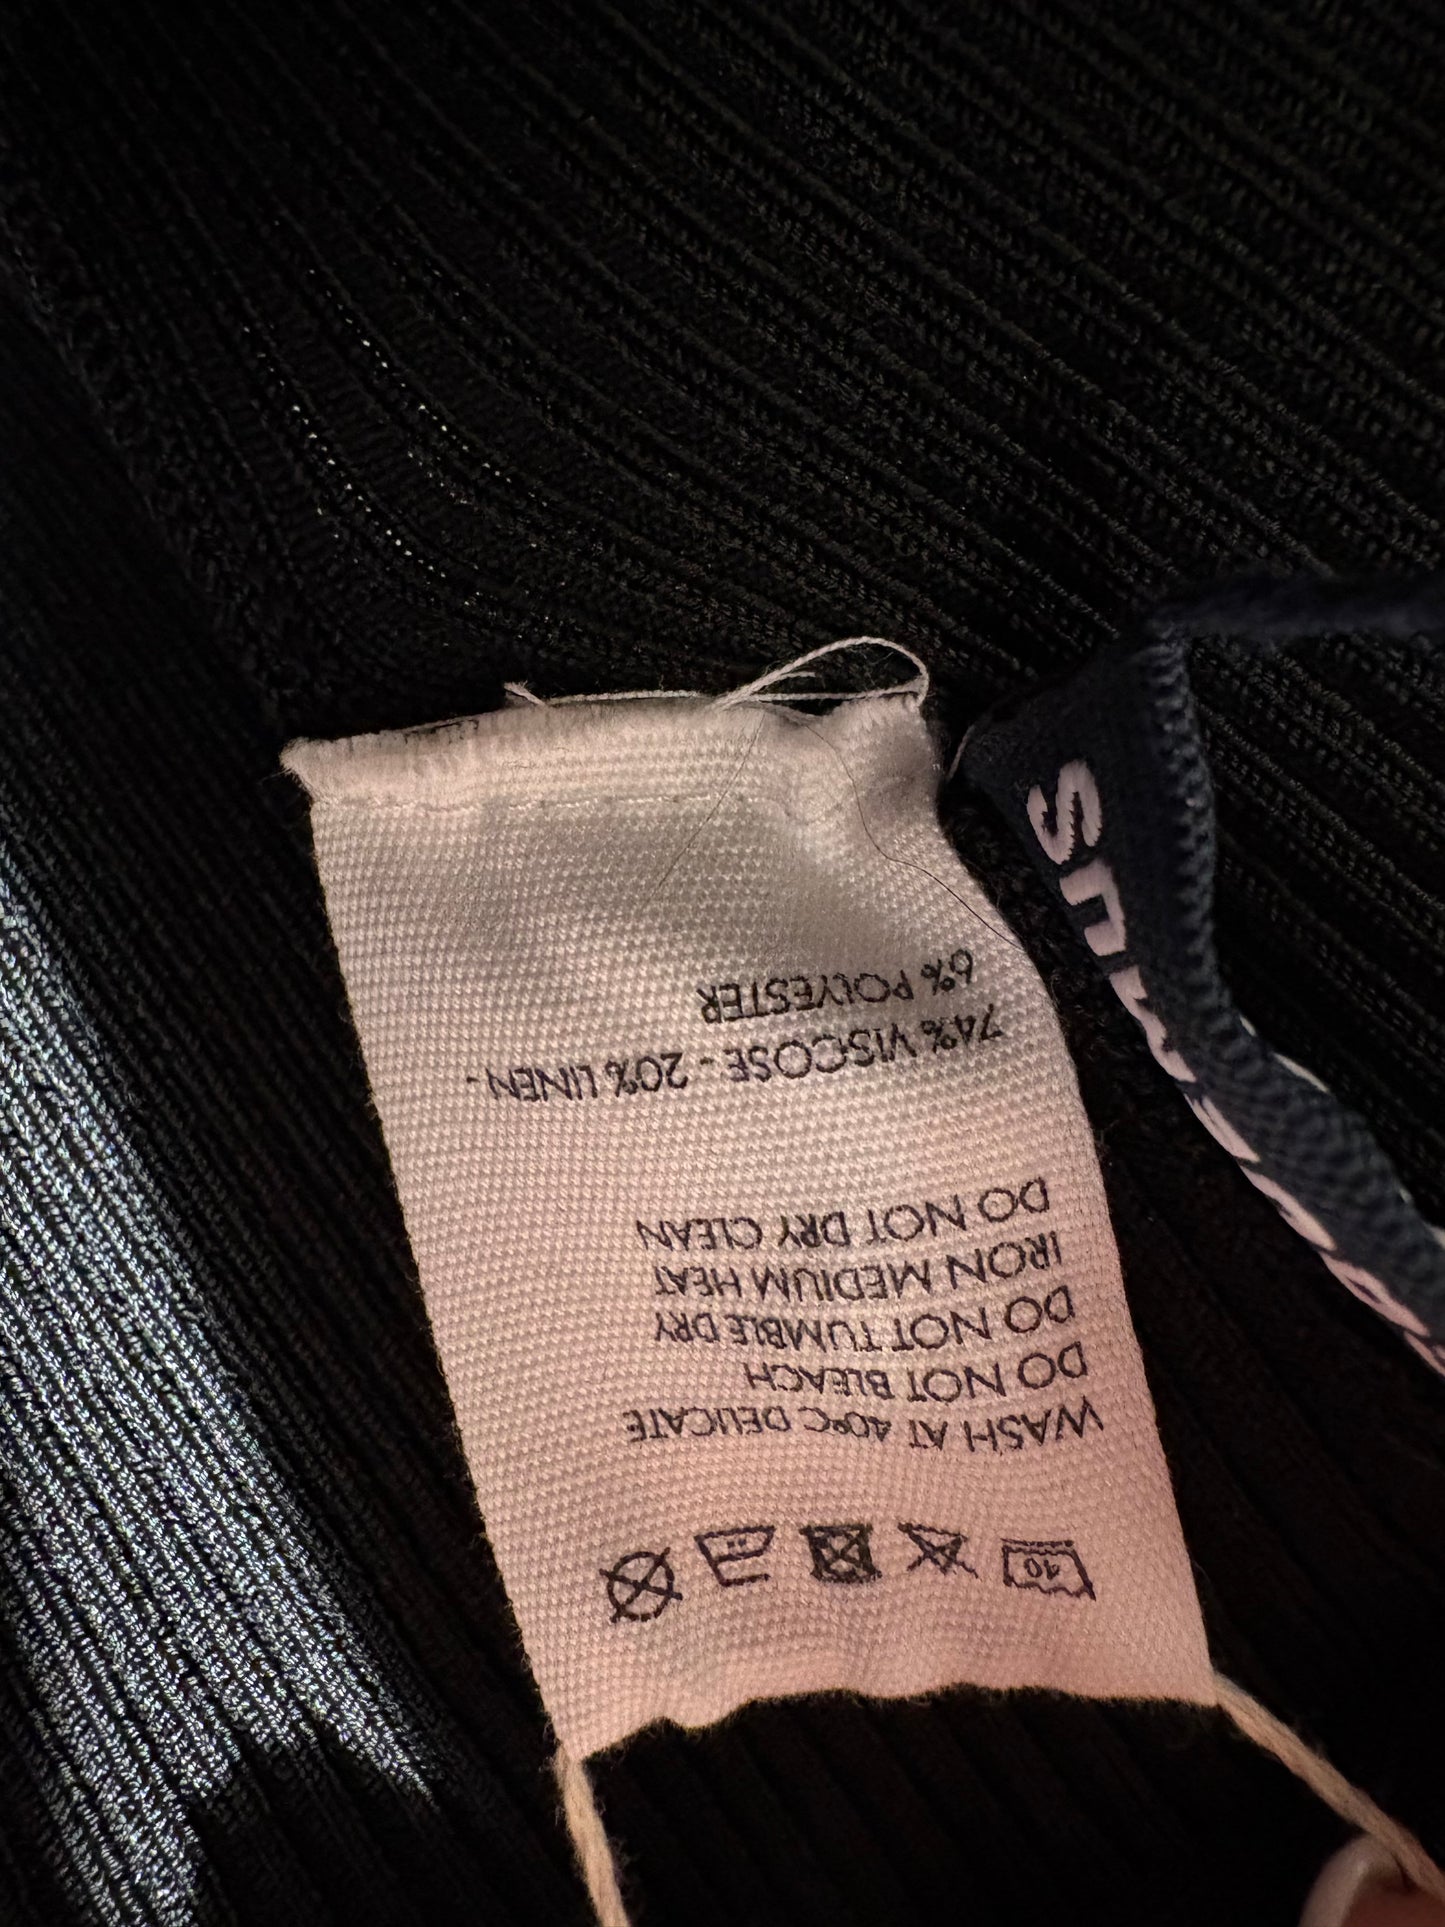 40
WASH AT 40ºC DELICATE
DO NOT BLEACH
DO NOT TUMBLE DRY
IRON MEDIUM HEAT
DO NOT DRY CLEAN
74% VISCOSE - 20% LINEN -
6% POLYESTER